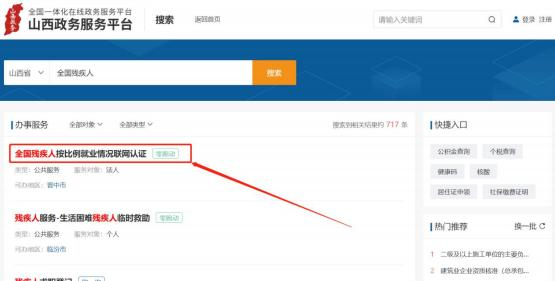 全国一体化在线政务服务平台
山西政务服务平台
搜索
返回首页
请输入关键词
登录 注册
山西省
全国残疾人
搜索
办事服务
全部对象
全部类型
搜索到相关结果约 717 条
全国残疾人按比例就业情况联网认证
零跑动
类型：公共服务 服务对象：法人
可办地区：晋中市
残疾人服务-生活困难残疾人临时救助
零跑动
类型：公共服务 服务对象：个人
可办地区：临汾市
快捷入口
公积金查询
个税查询
健康码
核酸
居住证申领
社保缴费证明
热门推荐
换一批
1 二级及以上施工单位的主要负...
2 建筑业企业资质核准（总承包...